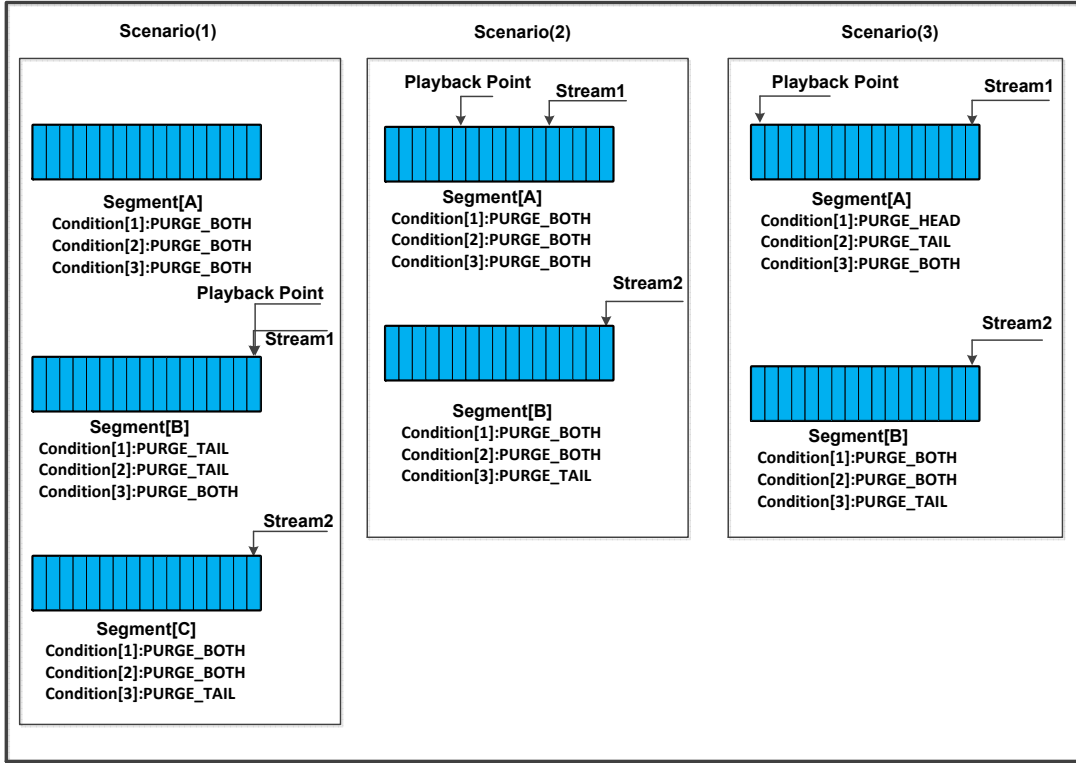 Scenario(1)
Segment[A]
Condition[1]:PURGE_BOTH
Condition[2]:PURGE_BOTH
Condition[3]:PURGE_BOTH
Playback Point
Stream1
Segment[B]
Condition[1]:PURGE_TAIL
Condition[2]:PURGE_TAIL
Condition[3]:PURGE_BOTH
Stream2
Segment[C]
Condition[1]:PURGE_BOTH
Condition[2]:PURGE_BOTH
Condition[3]:PURGE_TAIL
Scenario(2)
Playback Point
Stream1
Segment[A]
Condition[1]:PURGE_BOTH
Condition[2]:PURGE_BOTH
Condition[3]:PURGE_BOTH
Stream2
Segment[B]
Condition[1]:PURGE_BOTH
Condition[2]:PURGE_BOTH
Condition[3]:PURGE_TAIL
Scenario(3)
Playback Point
Stream1
Segment[A]
Condition[1]:PURGE_HEAD
Condition[2]:PURGE_TAIL
Condition[3]:PURGE_BOTH
Stream2
Segment[B]
Condition[1]:PURGE_BOTH
Condition[2]:PURGE_BOTH
Condition[3]:PURGE_TAIL